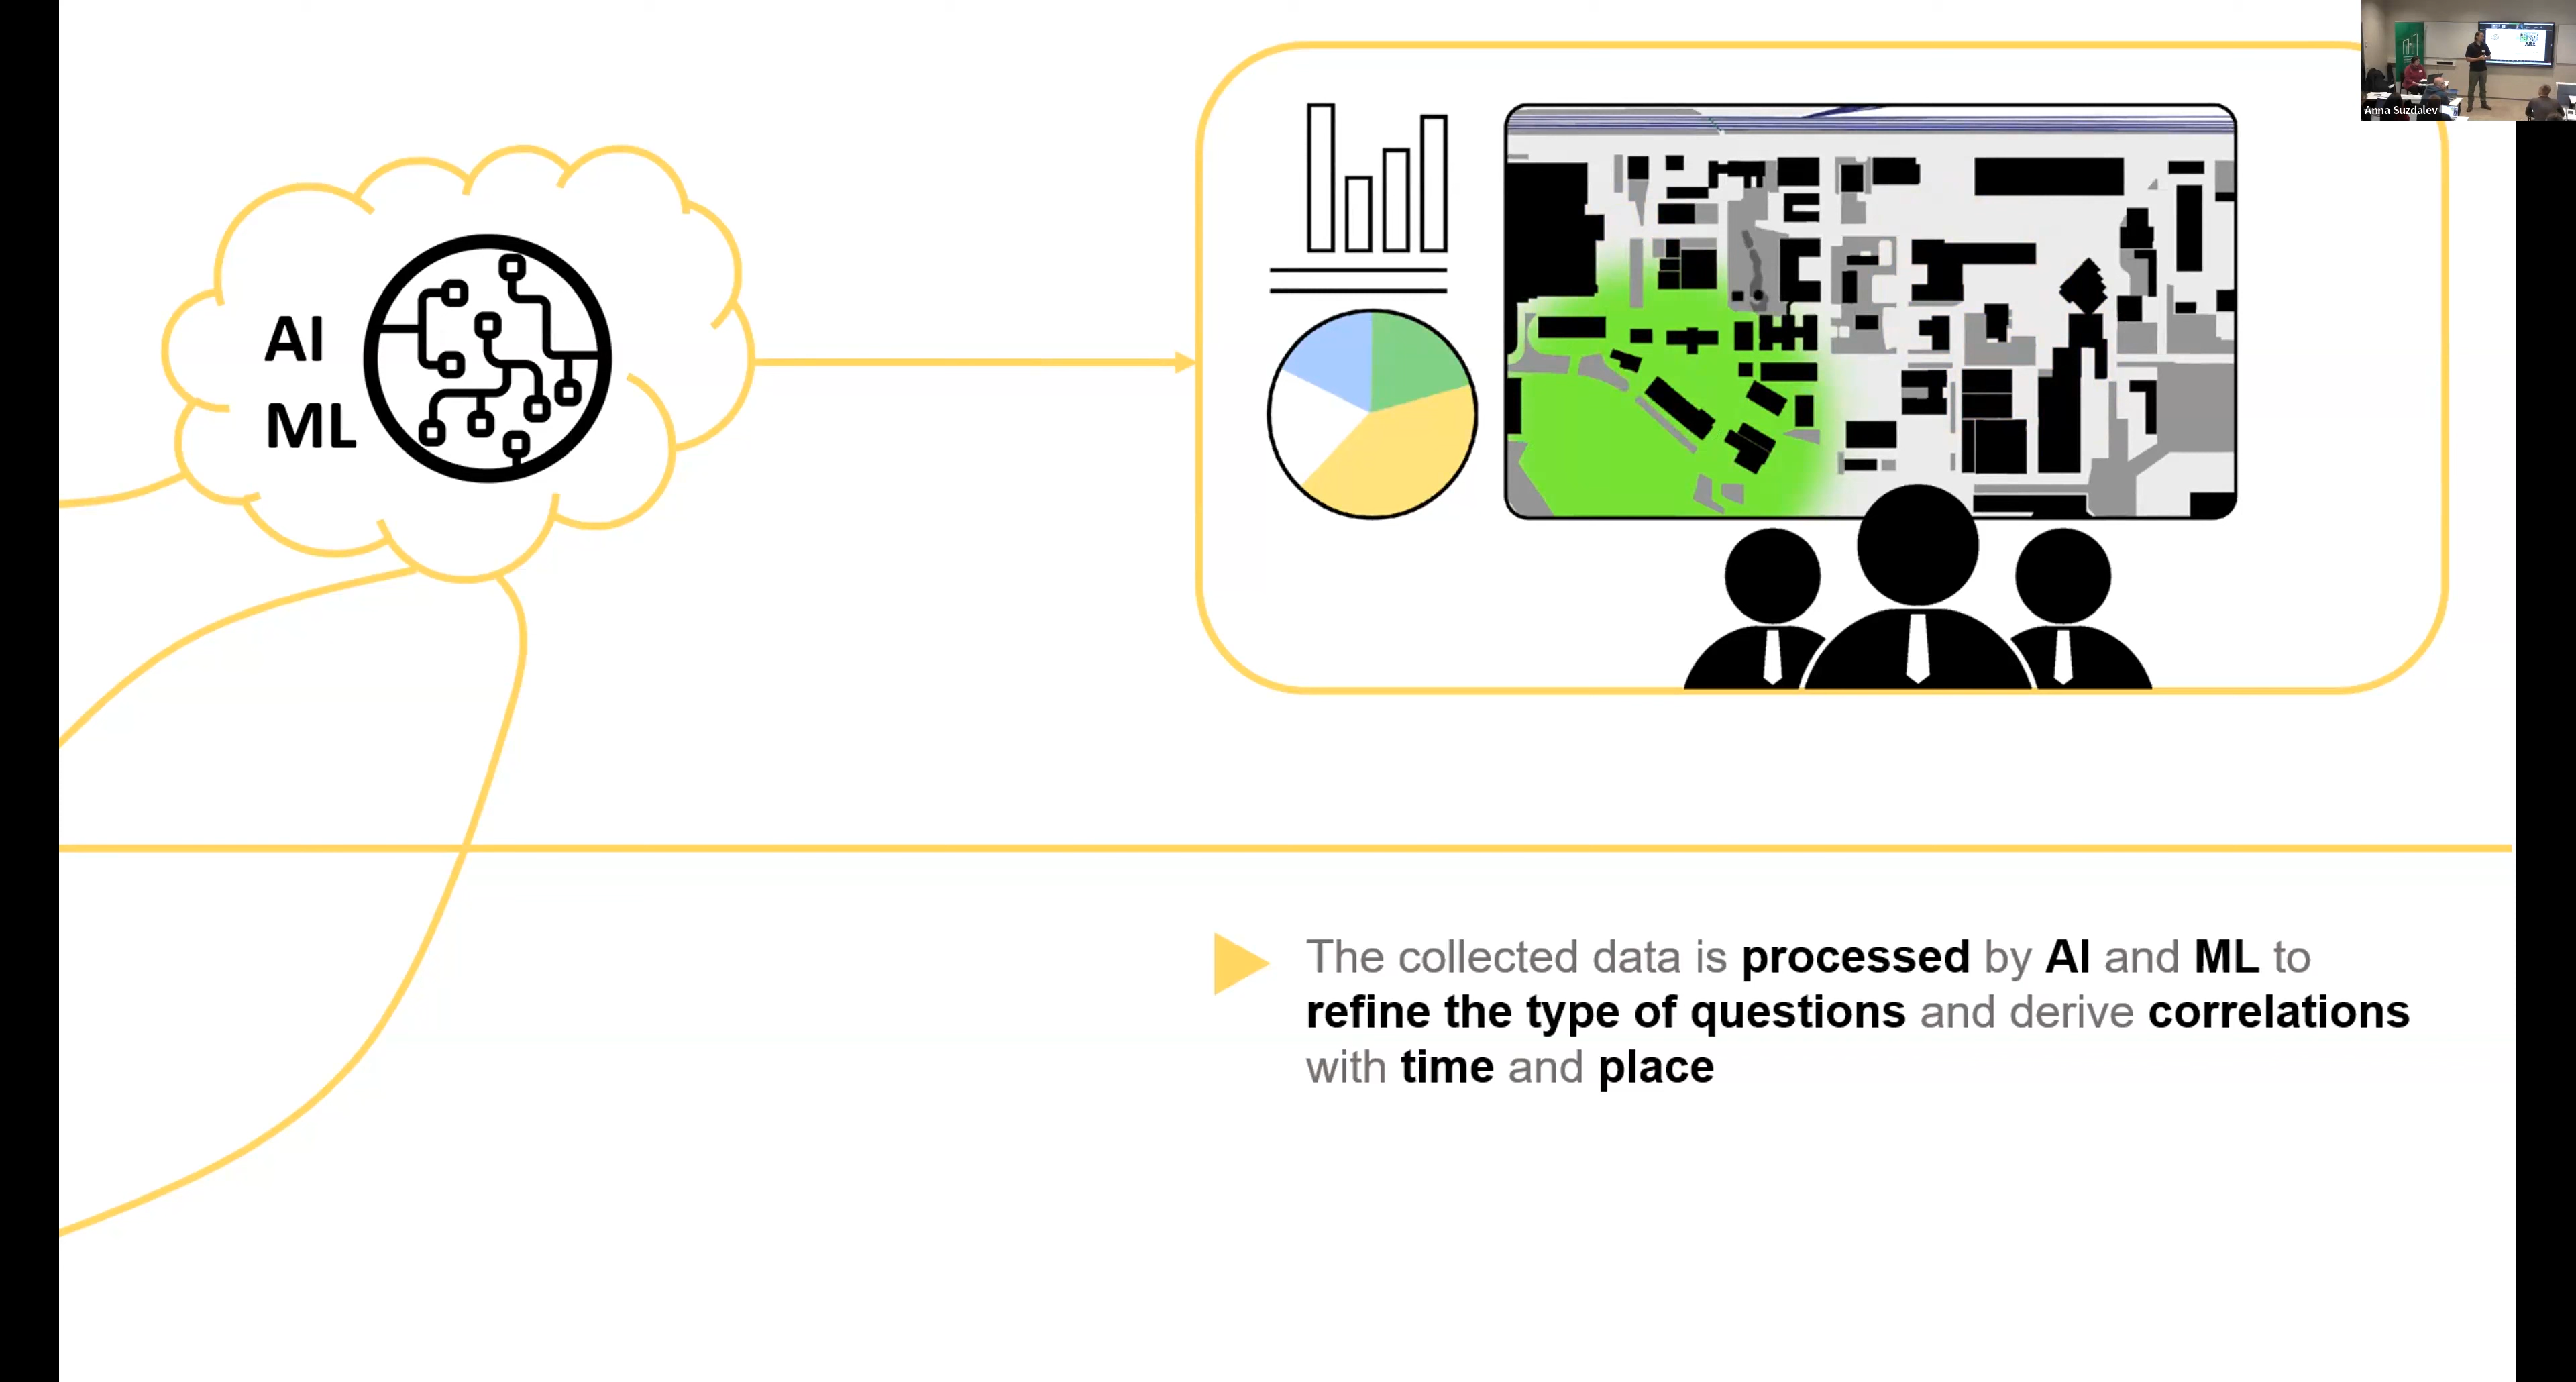 Anna Suzdalev
AI
ML
The collected data is processed by AI and ML to
refine the type of questions and derive correlations
with time and place